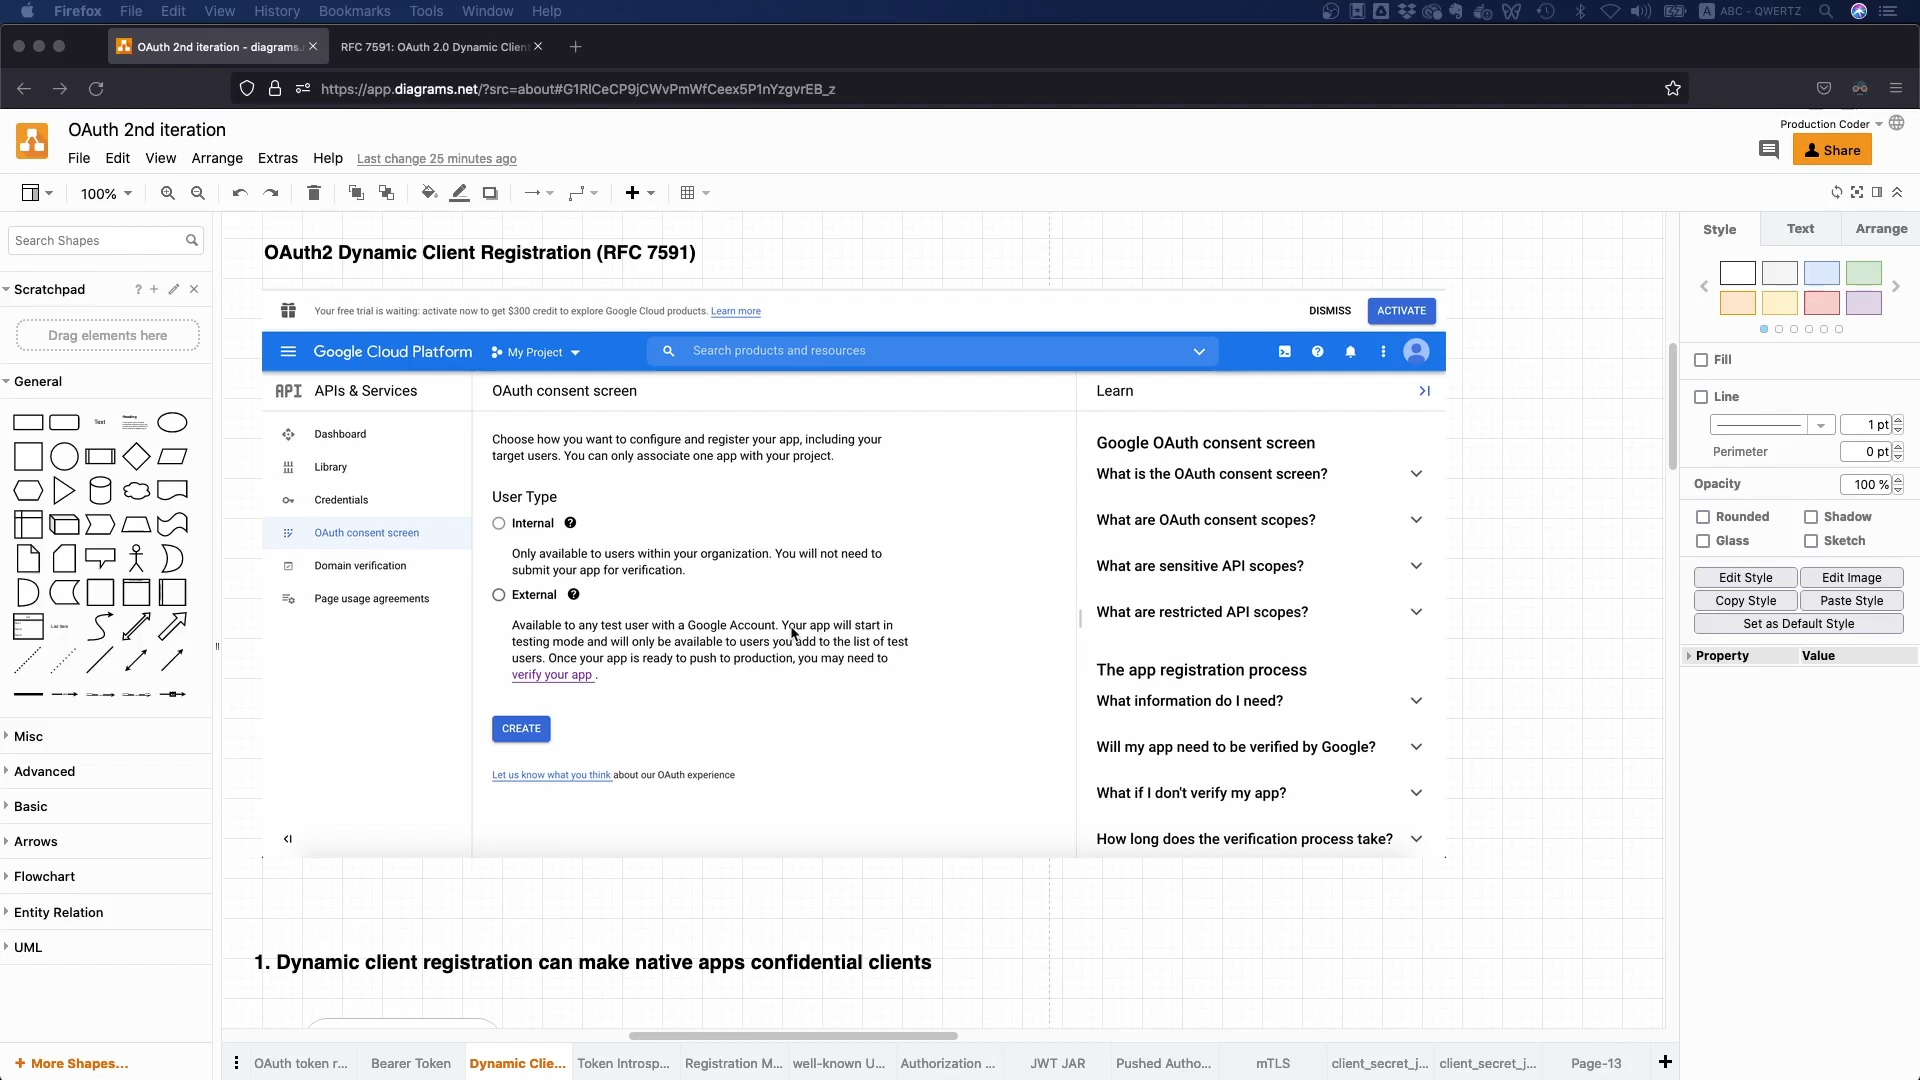 Firefox File Edit View History Bookmarks Tools Window Help
A ABC - QWERTZ
OAuth 2nd iteration - diagrams.
RFC 7591: OAuth 2.0 Dynamic Clien
https://app.diagrams.net/?src=about#G1RlCeCP9jCWvPmWfCeex5P1nYzgvrEB_z
OAuth 2nd iteration
Production Coder
File Edit View Arrange Extras Help Last change 25 minutes ago
Share
100%
Search Shapes
Scratchpad
?
Drag elements here
General
Text
Heading
List Item
Misc
Advanced
Basic
Arrows
Flowchart
Entity Relation
UML
+ More Shapes...
OAuth2 Dynamic Client Registration (RFC 7591)
Your free trial is waiting: activate now to get $300 credit to explore Google Cloud products. Learn more
DISMISS
ACTIVATE
Google Cloud Platform
My Project
Search products and resources
API APIs & Services
Dashboard
Library
Credentials
OAuth consent screen
Domain verification
Page usage agreements
OAuth consent screen
Choose how you want to configure and register your app, including your
target users. You can only associate one app with your project.
User Type
Internal
Only available to users within your organization. You will not need to
submit your app for verification.
External
Available to any test user with a Google Account. Your app will start in
testing mode and will only be available to users you add to the list of test
users. Once your app is ready to push to production, you may need to
verify your app .
CREATE
Let us know what you think about our OAuth experience
Learn
Google OAuth consent screen
What is the OAuth consent screen?
What are OAuth consent scopes?
What are sensitive API scopes?
What are restricted API scopes?
The app registration process
What information do I need?
Will my app need to be verified by Google?
What if I don't verify my app?
How long does the verification process take?
1. Dynamic client registration can make native apps confidential clients
Style Text Arrange
Fill
Line
1 pt
Perimeter
0 pt
Opacity
100 %
Rounded
Shadow
Glass
Sketch
Edit Style
Edit Image
Copy Style
Paste Style
Set as Default Style
Property
Value
OAuth token r...
Bearer Token
Dynamic Clie...
Token Introsp...
Registration M...
well-known U...
Authorization ...
JWT JAR
Pushed Autho...
mTLS
client_secret_j...
client_secret_j...
Page-13